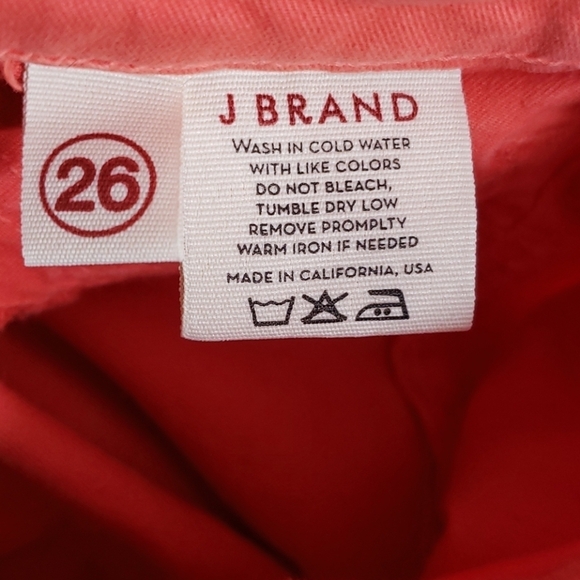 26
J BRAND
WASH IN COLD WATER
WITH LIKE COLORS
DO NOT BLEACH,
TUMBLE DRY LOW
REMOVE PROMPLTY
WARM IRON IF NEEDED
MADE IN CALIFORNIA, USA